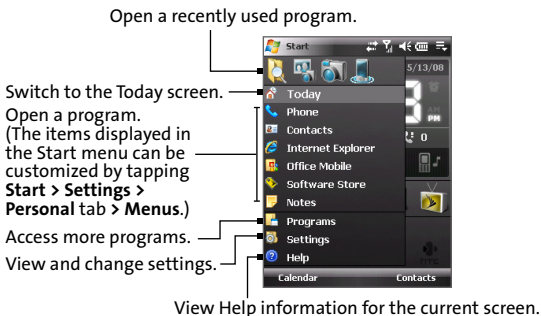 Open a recently used program.
Start
5/13/08
Switch to the Today screen.
Today
Open a program.
(The items displayed in
the Start menu can be
customized by tapping
Start > Settings >
Personal tab > Menus.)
Phone
Contacts
Internet Explorer
Office Mobile
Software Store
Notes
AM
PM
0
Access more programs.
Programs
View and change settings.
Settings
Help
Calendar
Contacts
View Help information for the current screen.